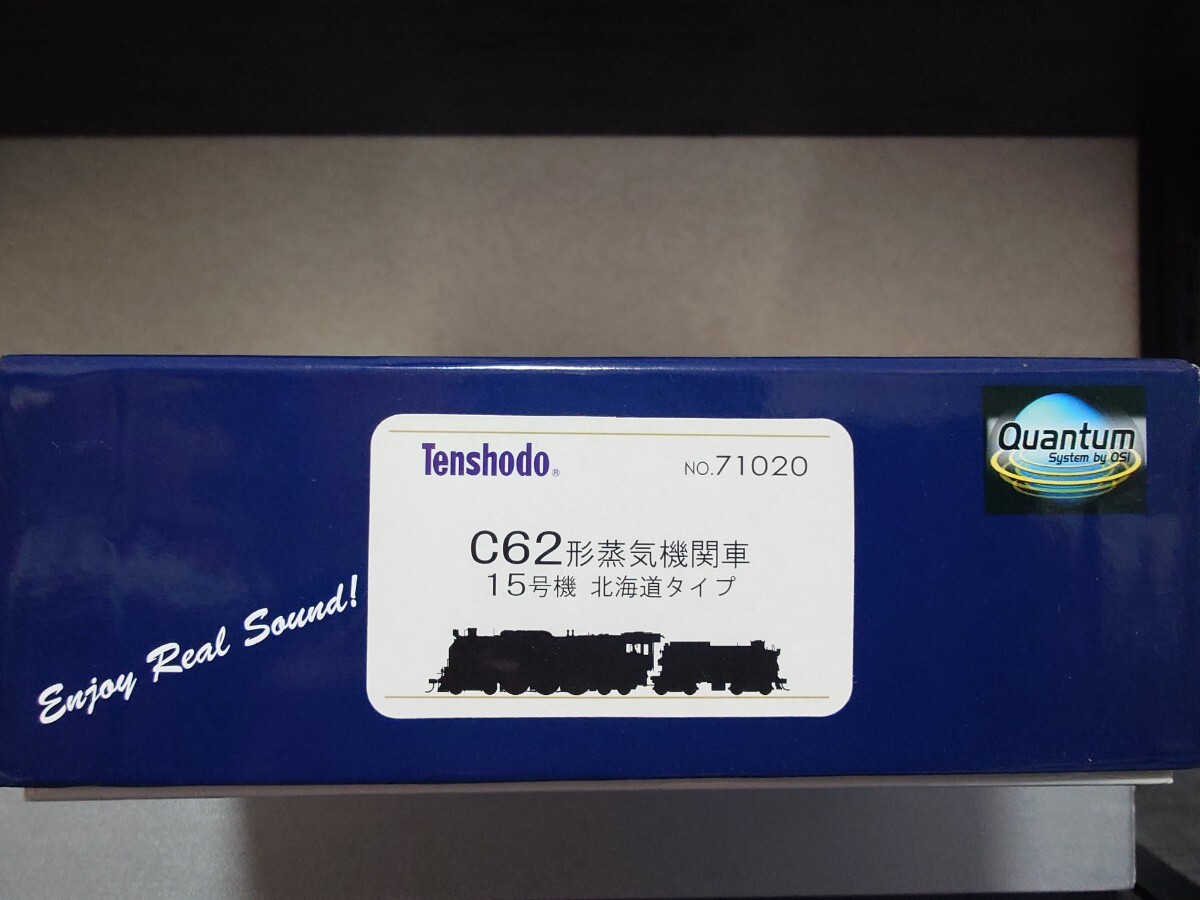 Tenshodo®
NO.71020
C62形蒸気機関車
15号機 北海道タイプ
Enjoy Real Sound!
Quantum
System by QSI